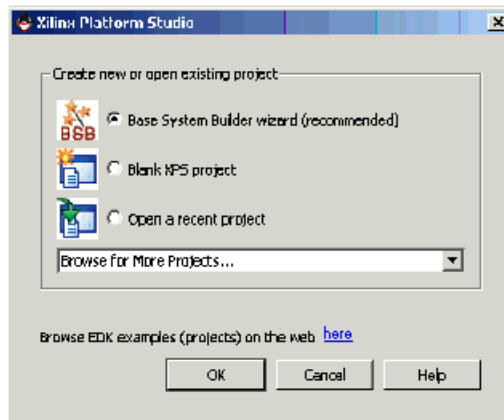 Xilinx Platform Studio
Create new or open existing project
BSB
Base System Builder wizard (recommended)
Blank XPS project
Open a recent project
Browse for More Projects...
Browse EDK examples (projects) on the web here
OK
Cancel
Help